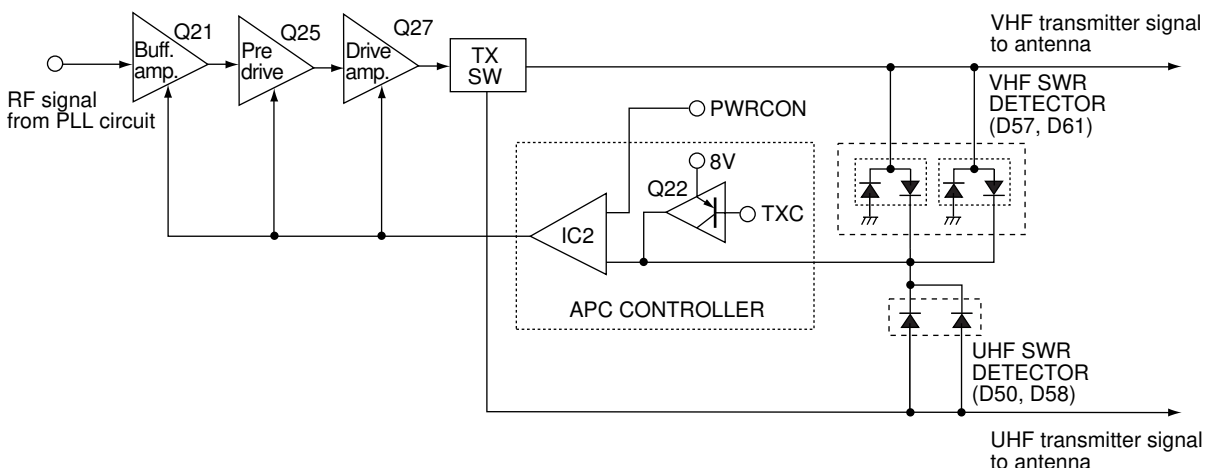 Buff.
amp.
Q21
Pre
drive
Q25
Drive
amp.
Q27
TX
SW
RF signal
from PLL circuit
VHF transmitter signal
to antenna
VHF SWR
DETECTOR
(D57, D61)
PWRCON
8V
Q22
TXC
IC2
APC CONTROLLER
UHF SWR
DETECTOR
(D50, D58)
UHF transmitter signal
to antenna